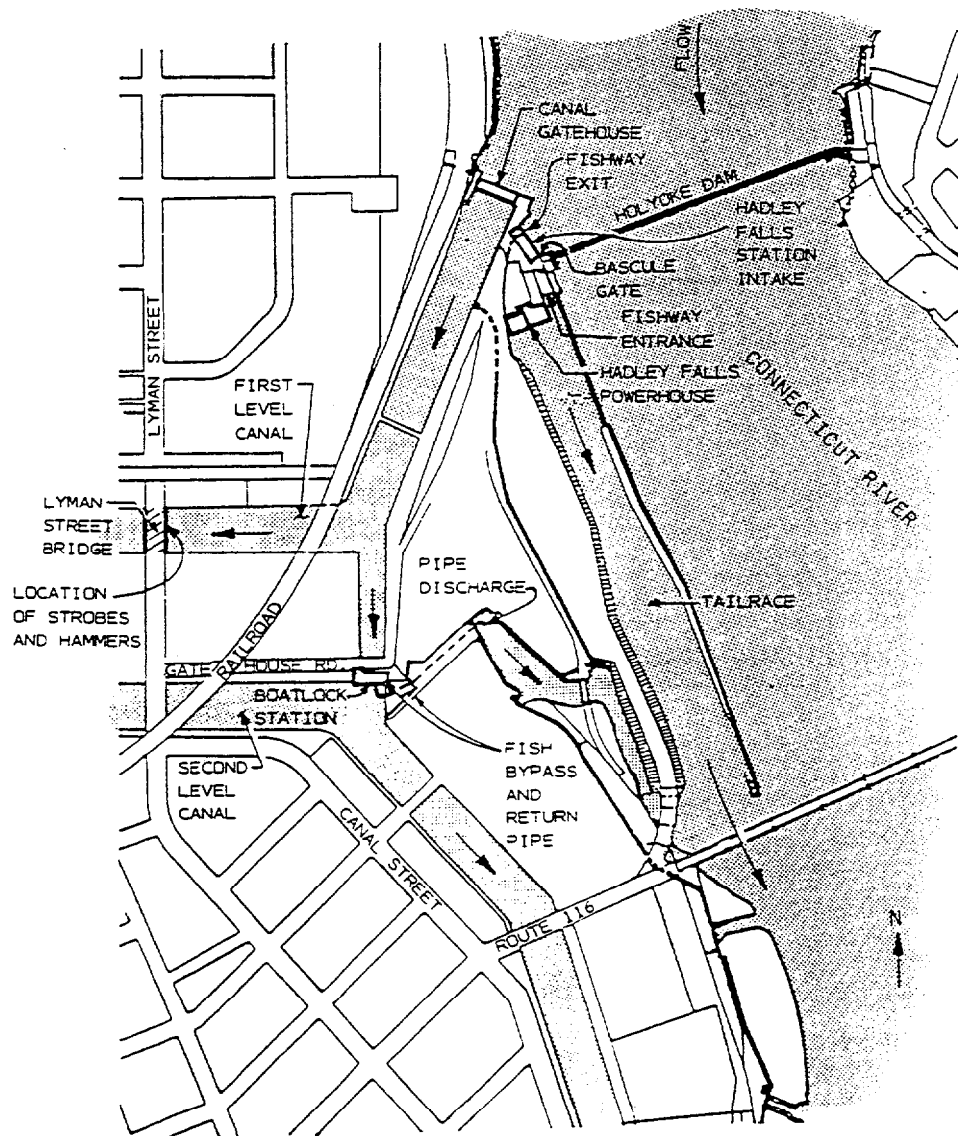 FLOW
CANAL
GATEHOUSE
FISHWAY
EXIT
HOLYOKE DAM
HADLEY
FALLS
STATION
INTAKE
BASCULE
GATE
FISHWAY
ENTRANCE
HADLEY FALLS
POWERHOUSE
CONNECTICUT RIVER
LYMAN STREET
FIRST
LEVEL
CANAL
LYMAN
STREET
BRIDGE
LOCATION
OF STROBES
AND HAMMERS
PIPE
DISCHARGE
TAILRACE
RAILROAD
GATE HOUSE RD.
BOATLOCK
STATION
SECOND
LEVEL
CANAL
FISH
BYPASS
AND
RETURN
PIPE
CANAL STREET
ROUTE 116
N